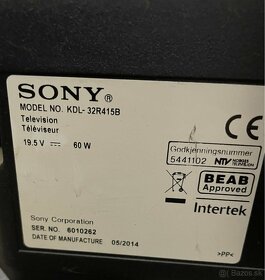 SONY®
MODEL NO. KDL-32R415B
Television
Téléviseur
19.5 V 60 W
CE
Godkjenningsnummer
5441102
BEAB
Approved
Intertek
Sony Corporation
SER. NO. 6010262
DATE OF MANUFACTURE 05/2014
>PP<
© Bazos.sk